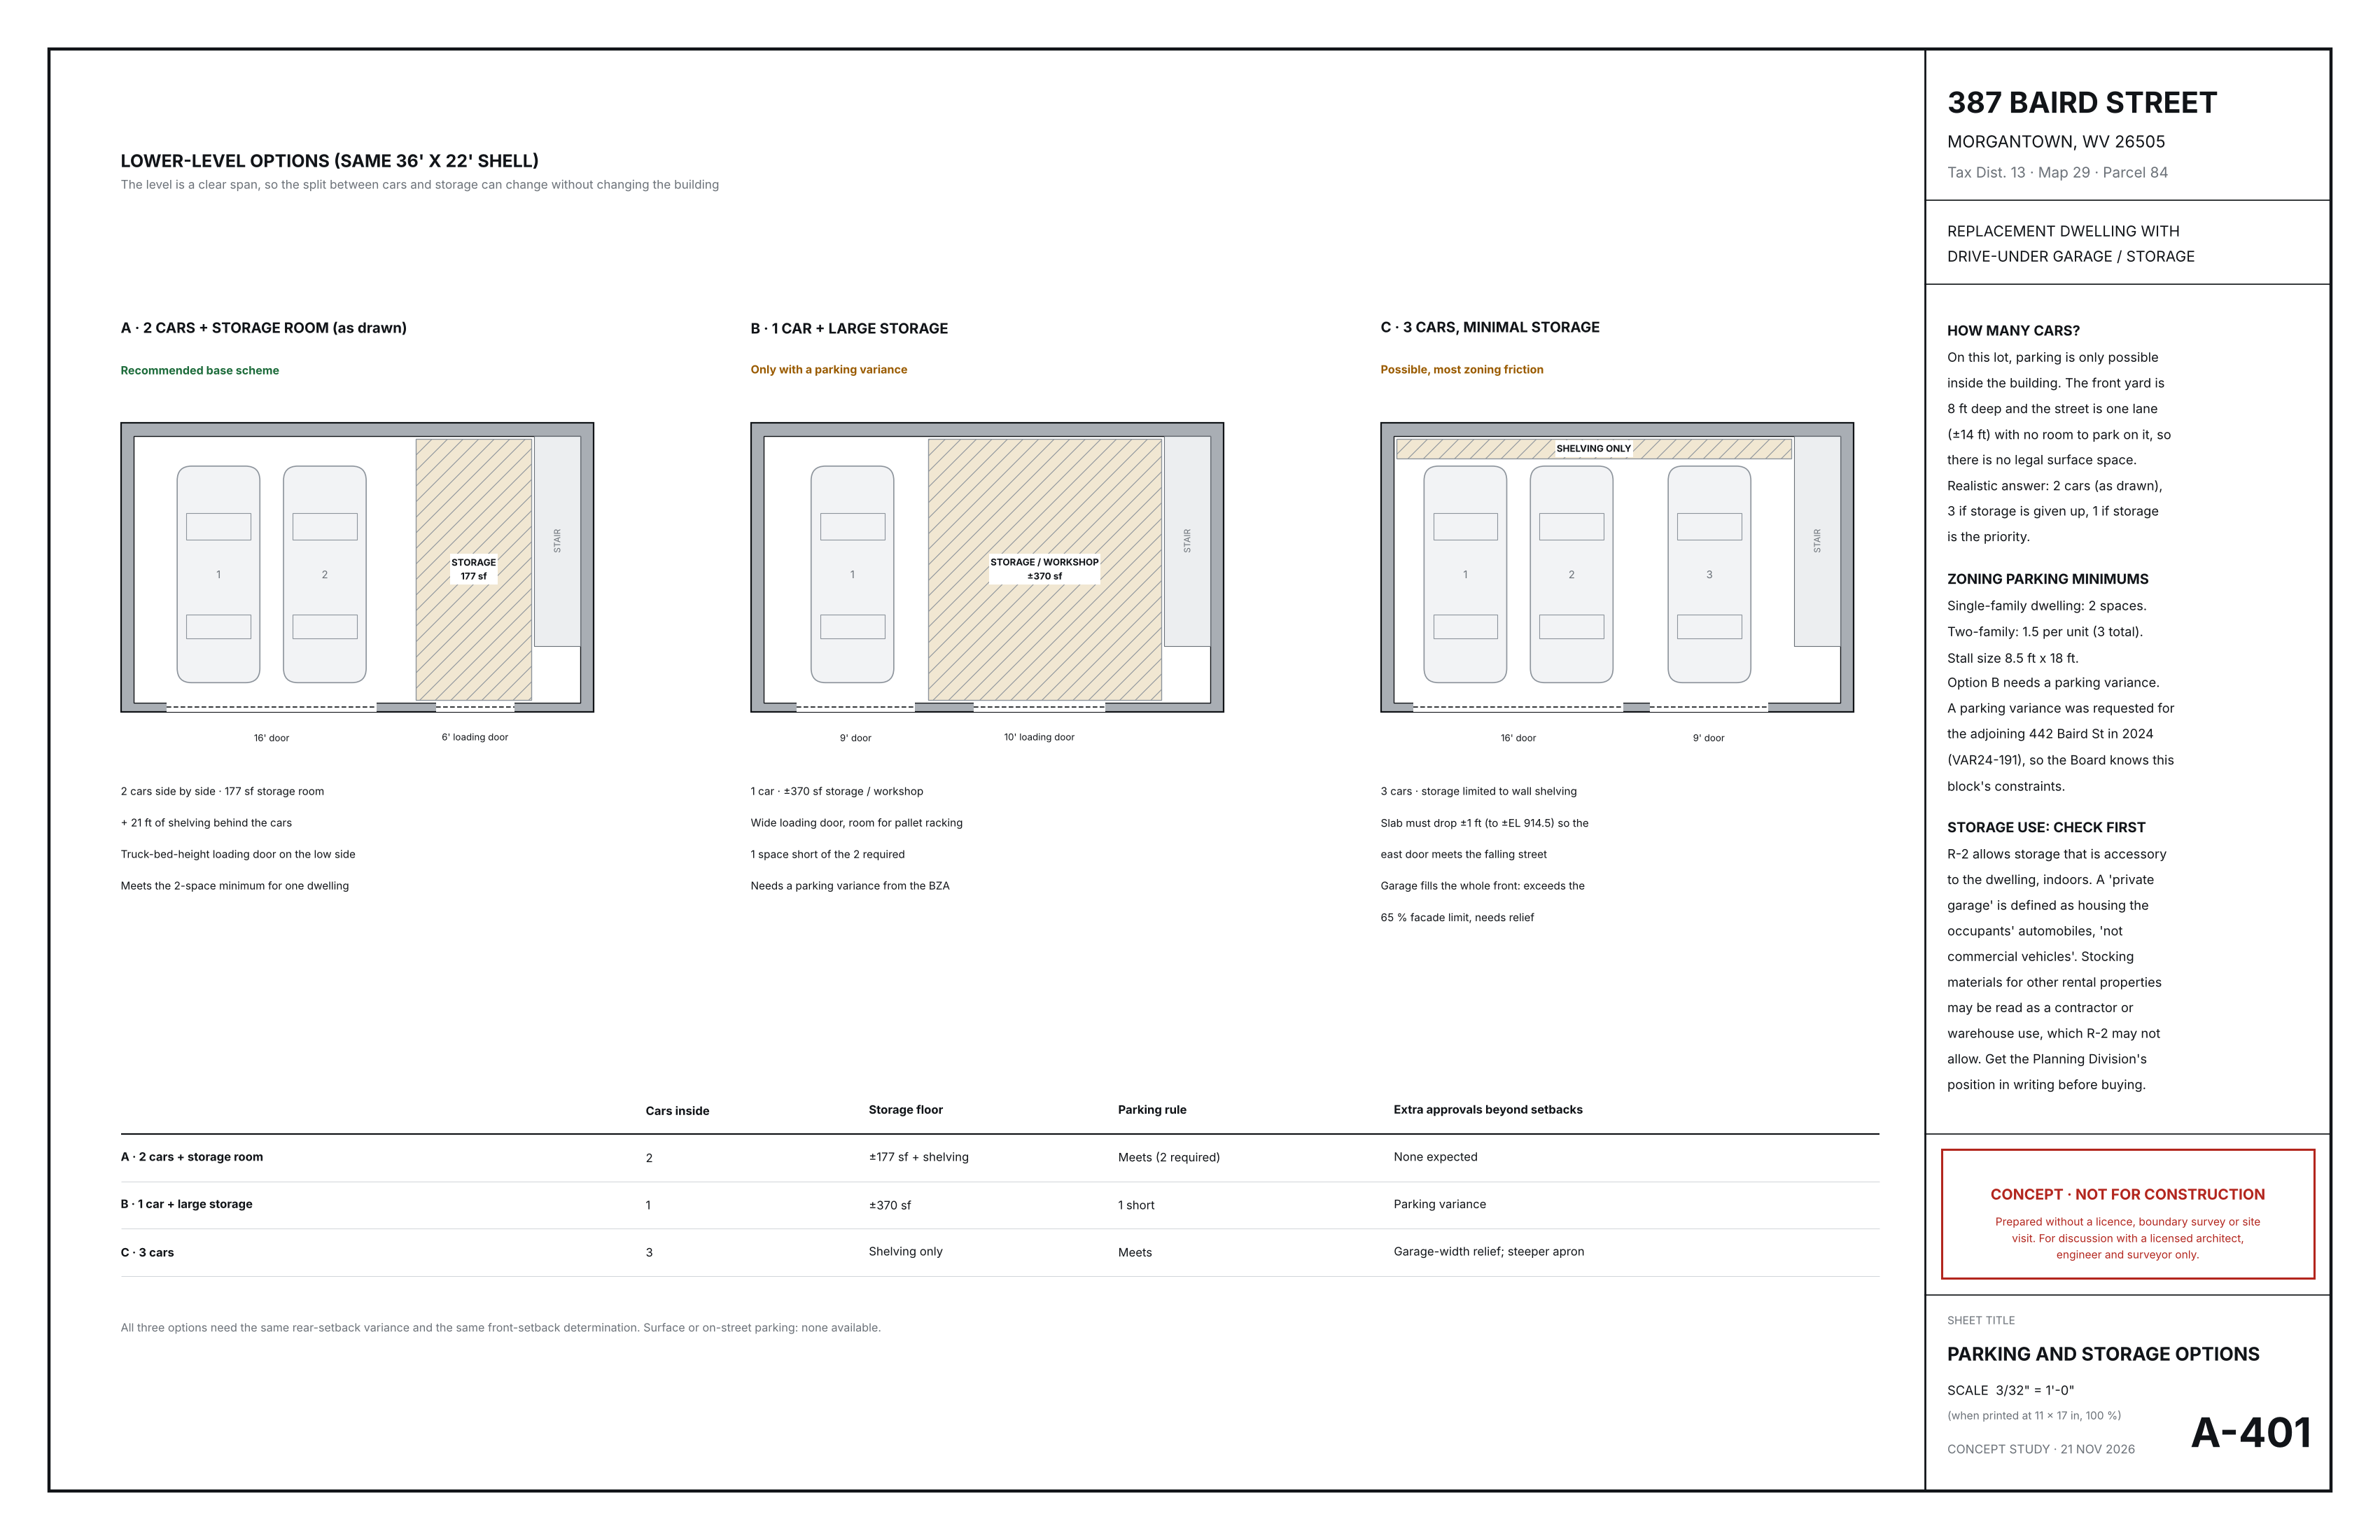 LOWER-LEVEL OPTIONS (SAME 36' X 22' SHELL)
The level is a clear span, so the split between cars and storage can change without changing the building
A · 2 CARS + STORAGE ROOM (as drawn)
Recommended base scheme
1
2
STORAGE
177 sf
STAIR
16' door
6' loading door
2 cars side by side · 177 sf storage room
+ 21 ft of shelving behind the cars
Truck-bed-height loading door on the low side
Meets the 2-space minimum for one dwelling
B · 1 CAR + LARGE STORAGE
Only with a parking variance
1
STORAGE / WORKSHOP
±370 sf
STAIR
9' door
10' loading door
1 car · ±370 sf storage / workshop
Wide loading door, room for pallet racking
1 space short of the 2 required
Needs a parking variance from the BZA
C · 3 CARS, MINIMAL STORAGE
Possible, most zoning friction
SHELVING ONLY
1
2
3
STAIR
16' door
9' door
3 cars · storage limited to wall shelving
Slab must drop ±1 ft (to ±EL 914.5) so the
east door meets the falling street
Garage fills the whole front: exceeds the
65 % facade limit, needs relief
Cars inside Storage floor Parking rule Extra approvals beyond setbacks
A · 2 cars + storage room 2 ±177 sf + shelving Meets (2 required) None expected
B · 1 car + large storage 1 ±370 sf 1 short Parking variance
C · 3 cars 3 Shelving only Meets Garage-width relief; steeper apron
All three options need the same rear-setback variance and the same front-setback determination. Surface or on-street parking: none available.
387 BAIRD STREET
MORGANTOWN, WV 26505
Tax Dist. 13 · Map 29 · Parcel 84
REPLACEMENT DWELLING WITH
DRIVE-UNDER GARAGE / STORAGE
HOW MANY CARS?
On this lot, parking is only possible
inside the building. The front yard is
8 ft deep and the street is one lane
(±14 ft) with no room to park on it, so
there is no legal surface space.
Realistic answer: 2 cars (as drawn),
3 if storage is given up, 1 if storage
is the priority.
ZONING PARKING MINIMUMS
Single-family dwelling: 2 spaces.
Two-family: 1.5 per unit (3 total).
Stall size 8.5 ft x 18 ft.
Option B needs a parking variance.
A parking variance was requested for
the adjoining 442 Baird St in 2024
(VAR24-191), so the Board knows this
block's constraints.
STORAGE USE: CHECK FIRST
R-2 allows storage that is accessory
to the dwelling, indoors. A 'private
garage' is defined as housing the
occupants' automobiles, 'not
commercial vehicles'. Stocking
materials for other rental properties
may be read as a contractor or
warehouse use, which R-2 may not
allow. Get the Planning Division's
position in writing before buying.
CONCEPT · NOT FOR CONSTRUCTION
Prepared without a licence, boundary survey or site
visit. For discussion with a licensed architect,
engineer and surveyor only.
SHEET TITLE
PARKING AND STORAGE OPTIONS
SCALE 3/32" = 1'-0"
(when printed at 11 × 17 in, 100 %)
CONCEPT STUDY · 21 NOV 2026
A-401